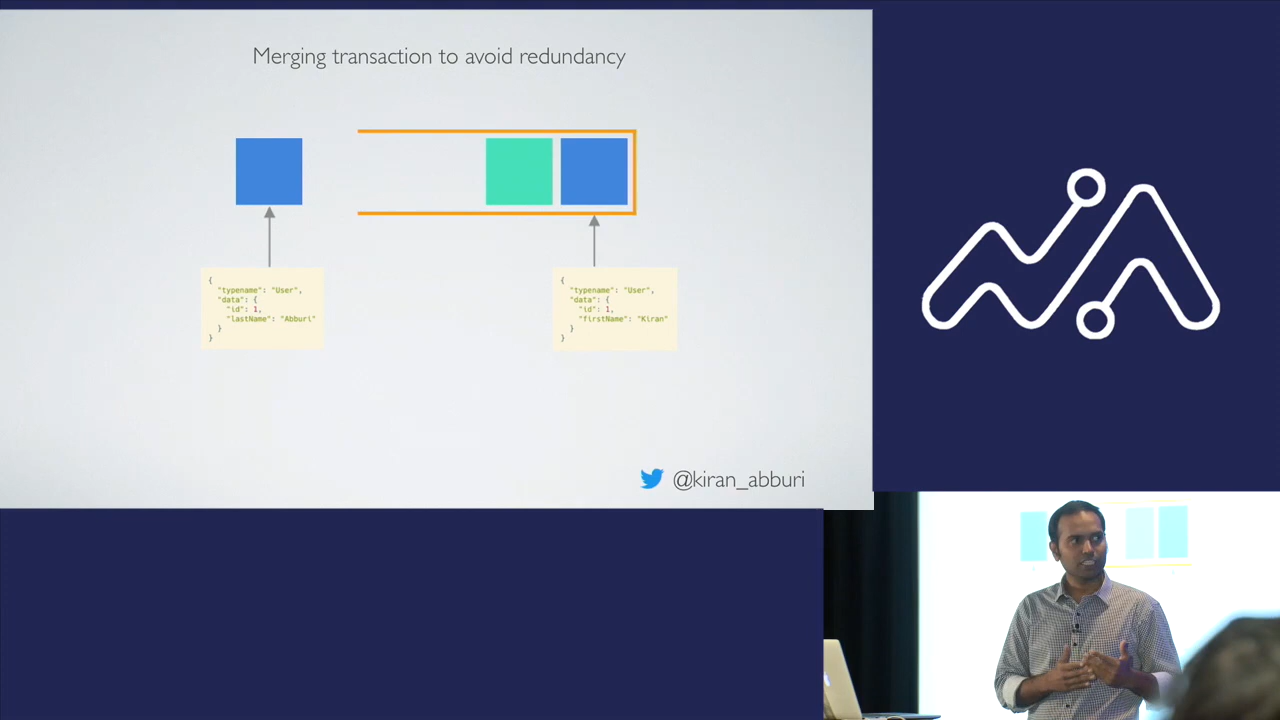 Merging transaction to avoid redundancy
{
"typename": "User",
"data": {
"id": 1,
"lastName": "Abburi"
}
}
{
"typename": "User",
"data": {
"id": 1,
"firstName": "Kiran"
}
}
@kiran_abburi